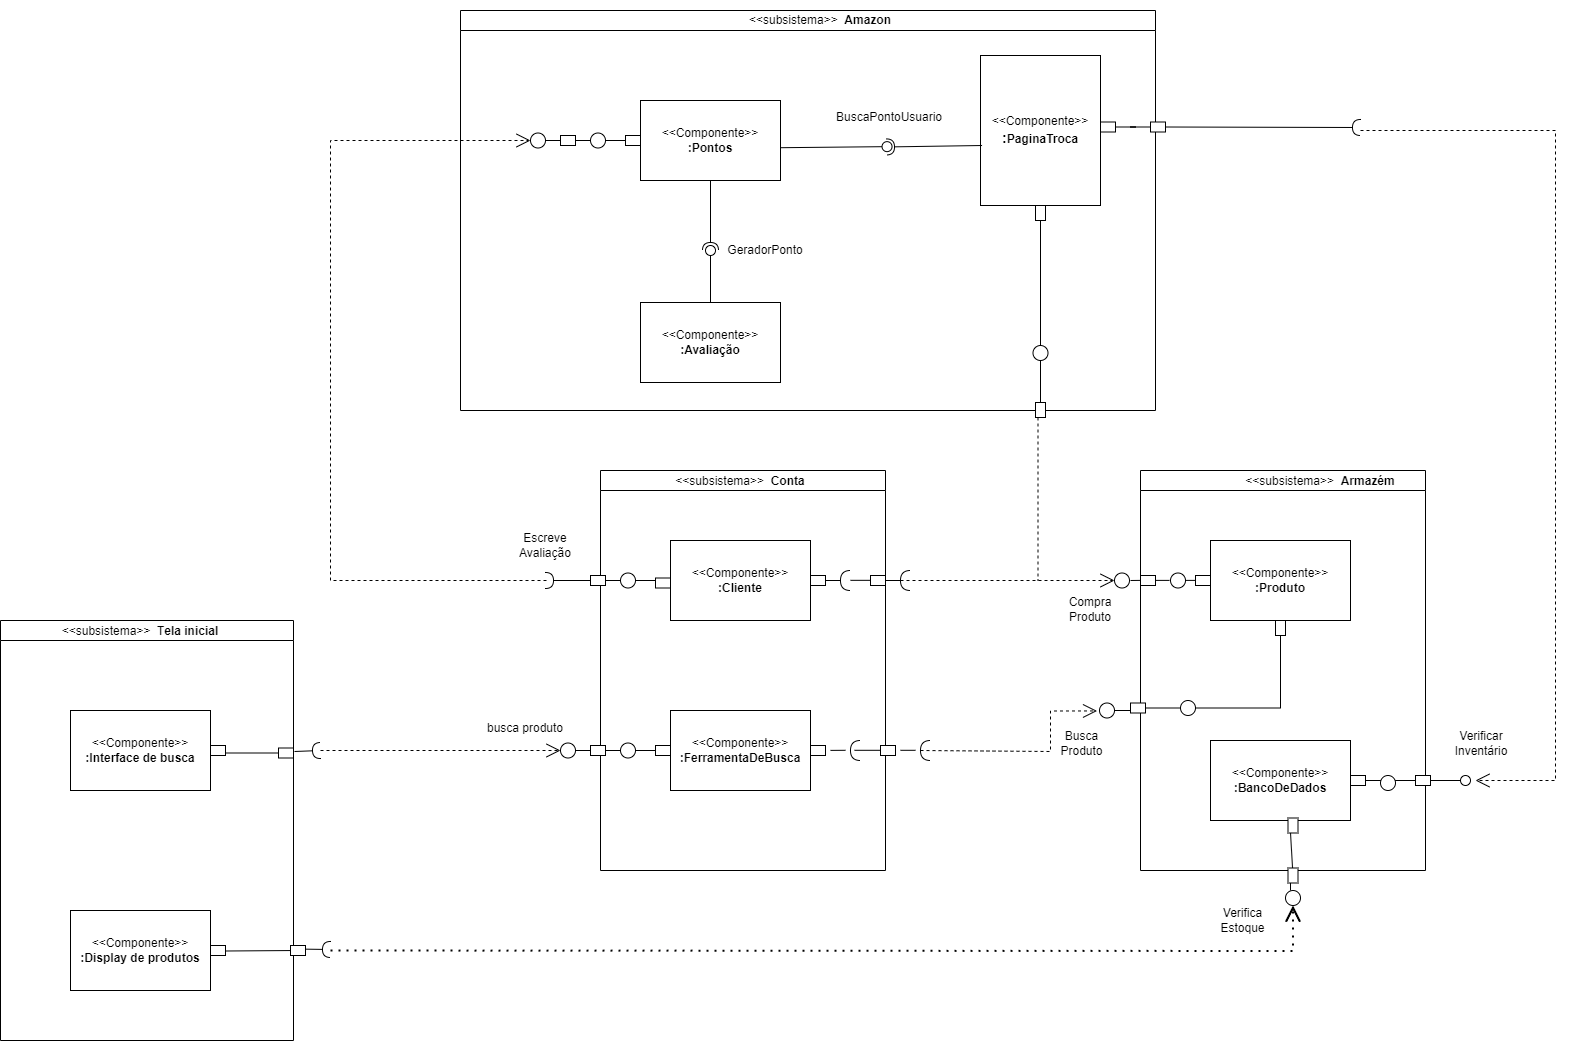 <<subsistema>> Amazon
<<Componente>>
:Pontos
BuscaPontoUsuario
<<Componente>>
:PaginaTroca
GeradorPonto
<<Componente>>
:Avaliação
<<subsistema>> Conta
Escreve
Avaliação
<<Componente>>
:Cliente
<<subsistema>> Armazém
<<Componente>>
:Produto
Compra
Produto
<<subsistema>> Tela inicial
<<Componente>>
:Interface de busca
busca produto
<<Componente>>
:FerramentaDeBusca
Busca
Produto
<<Componente>>
:BancoDeDados
Verificar
Inventário
<<Componente>>
:Display de produtos
Verifica
Estoque